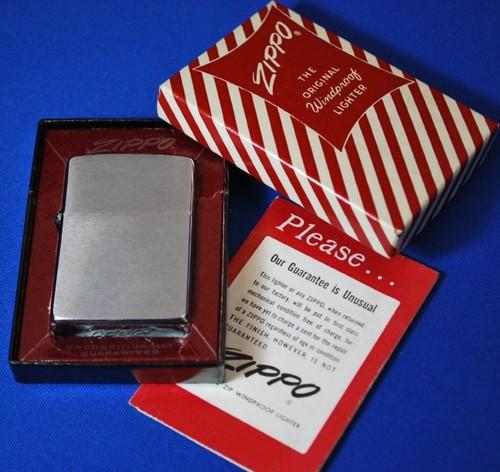 ZIPPO®
THE
ORIGINAL
Windproof
LIGHTER
ZIPPO
UNCONDITIONALLY
GUARANTEED
Please...
Our Guarantee is Unusual
This lighter or any ZIPPO, when returned
to our factory, will be put in first class
mechanical condition free of charge, for
we have yet to charge a cent for the repair
of a ZIPPO regardless of age or condition.
THE FINISH, HOWEVER, IS NOT
GUARANTEED.
ZIPPO®
ZIP WINDPROOF LIGHTER